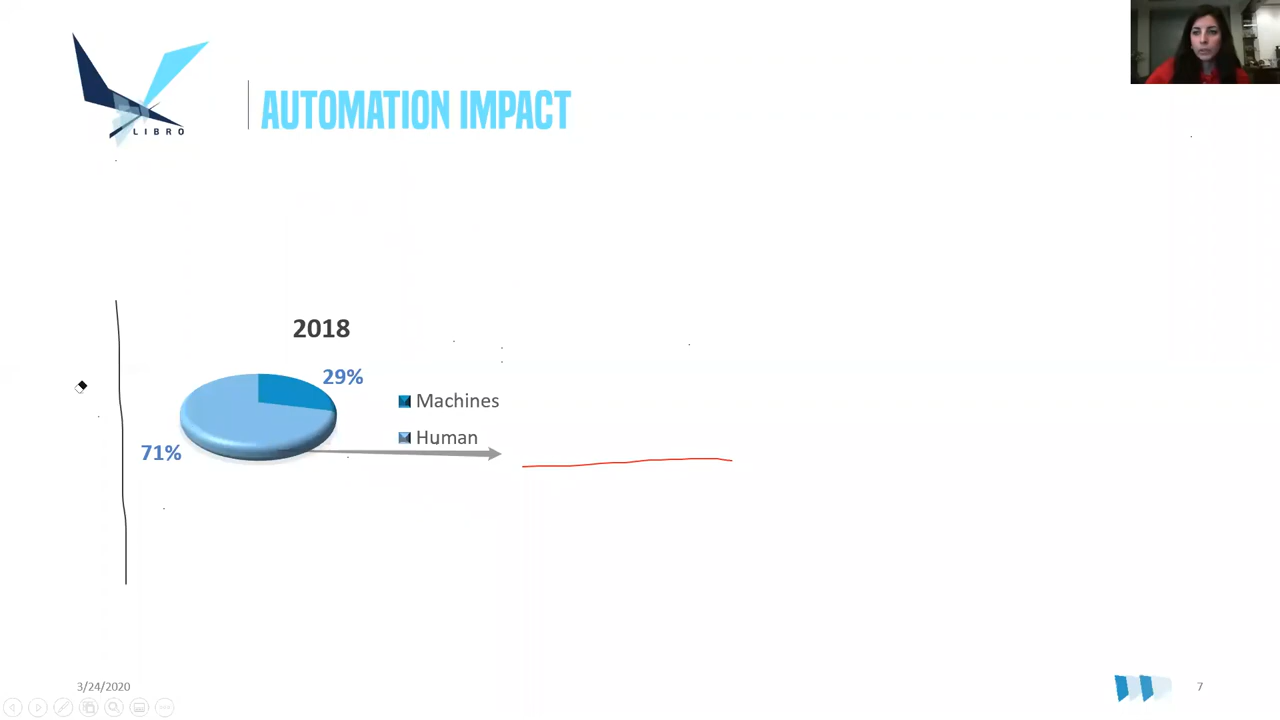 LIBRO
AUTOMATION IMPACT
2018
29%
Machines
Human
71%
3/24/2020
7